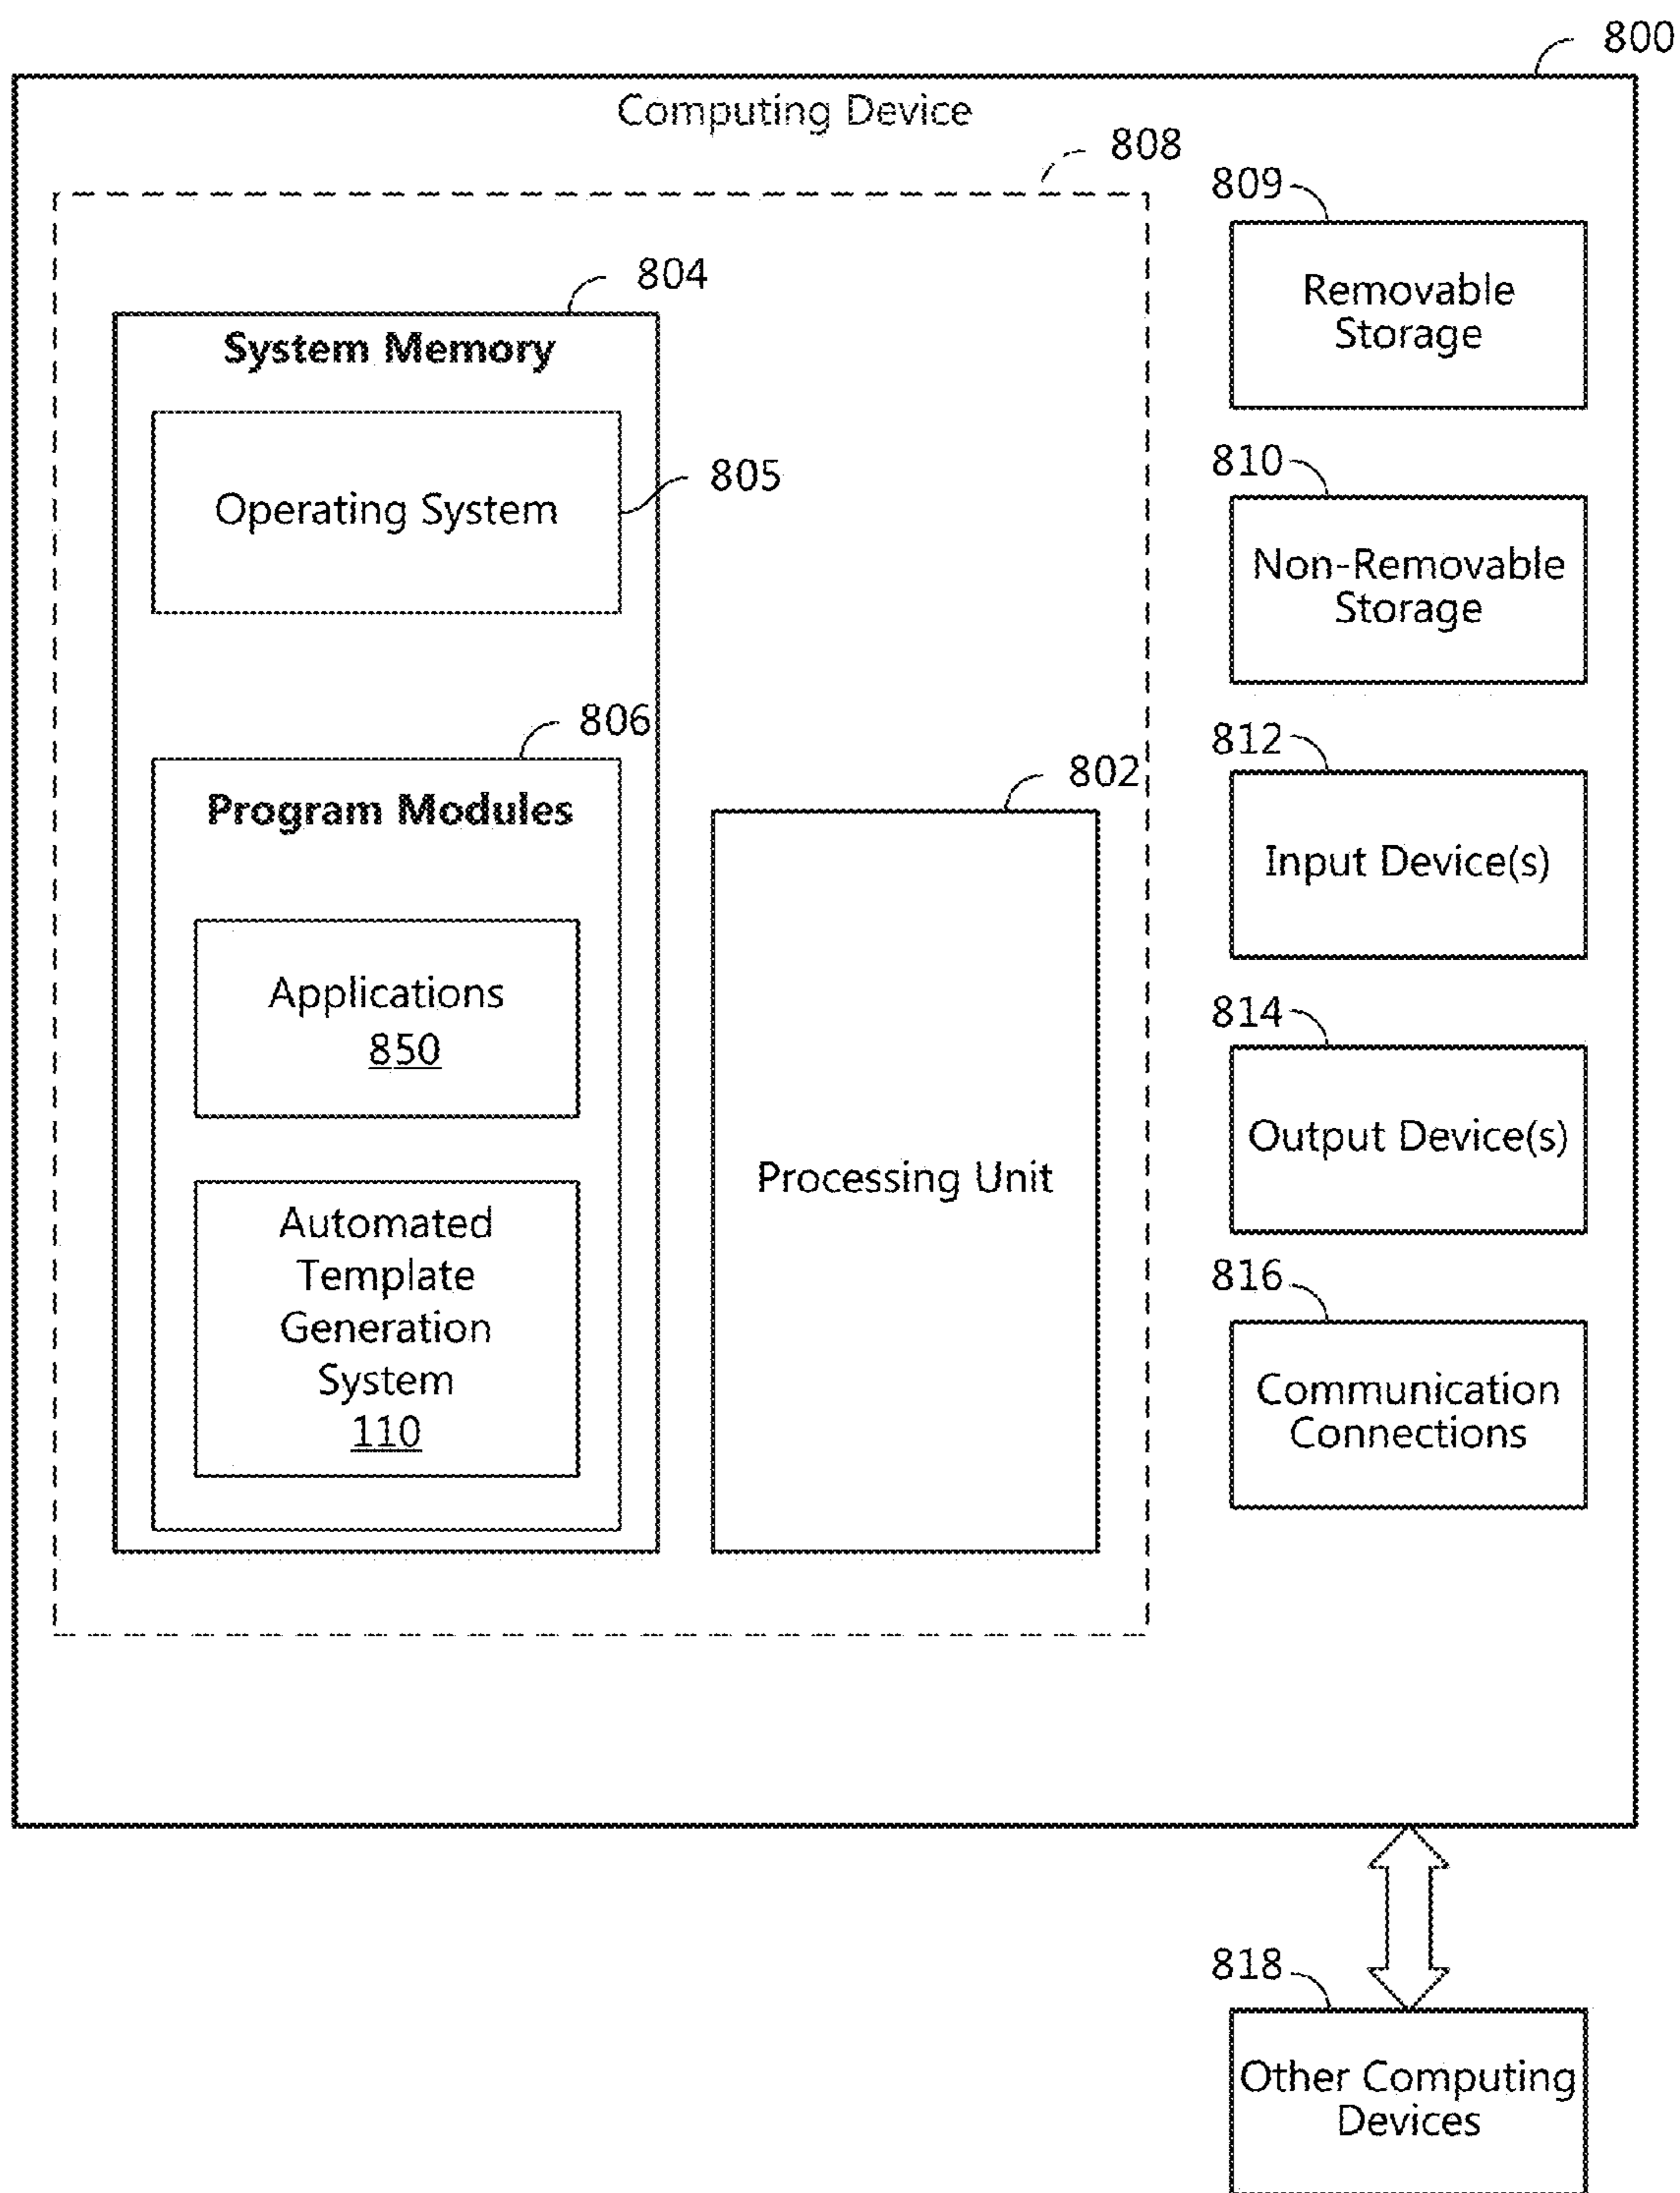 800
Computing Device
808
804
System Memory
Operating System
805
806
Program Modules
Applications
850
Automated
Template
Generation
System
110
802
Processing Unit
809
Removable
Storage
810
Non-Removable
Storage
812
Input Device(s)
814
Output Device(s)
816
Communication
Connections
818
Other Computing
Devices